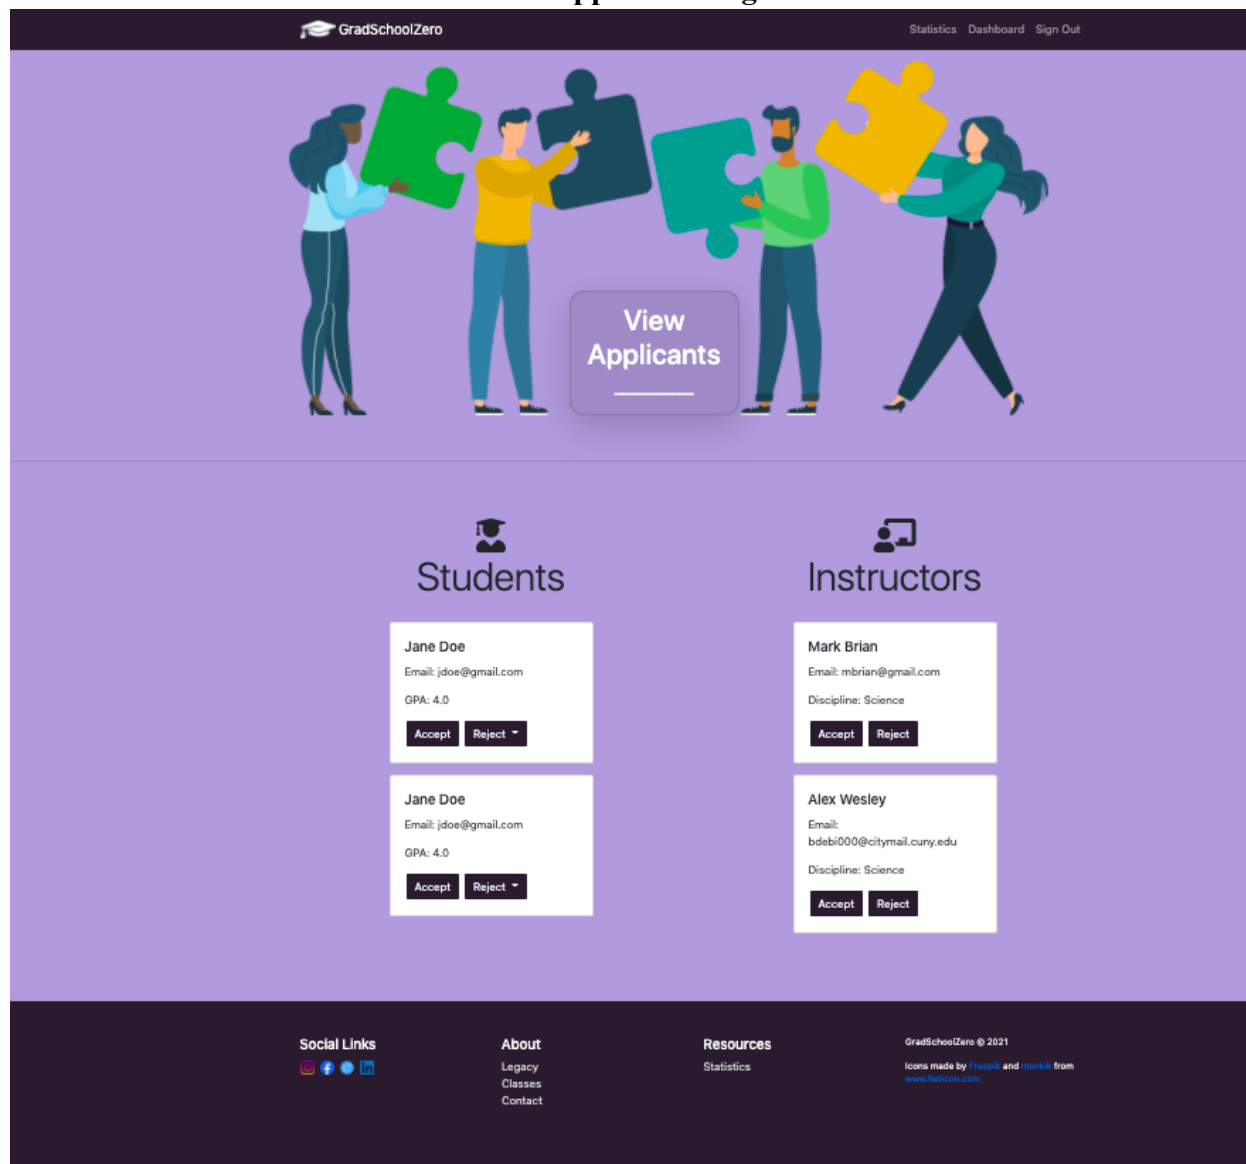 GradSchoolZero
Statistics Dashboard Sign Out
View
Applicants
Students
Jane Doe
Email: jdoe@gmail.com
GPA: 4.0
Accept Reject
Jane Doe
Email: jdoe@gmail.com
GPA: 4.0
Accept Reject
Instructors
Mark Brian
Email: mbrian@gmail.com
Discipline: Science
Accept Reject
Alex Wesley
Email:
bdebi000@citymail.cuny.edu
Discipline: Science
Accept Reject
Social Links
About
Legacy
Classes
Contact
Resources
Statistics
GradSchoolZero © 2021
Icons made by Freepik and monkik from
www.flaticon.com